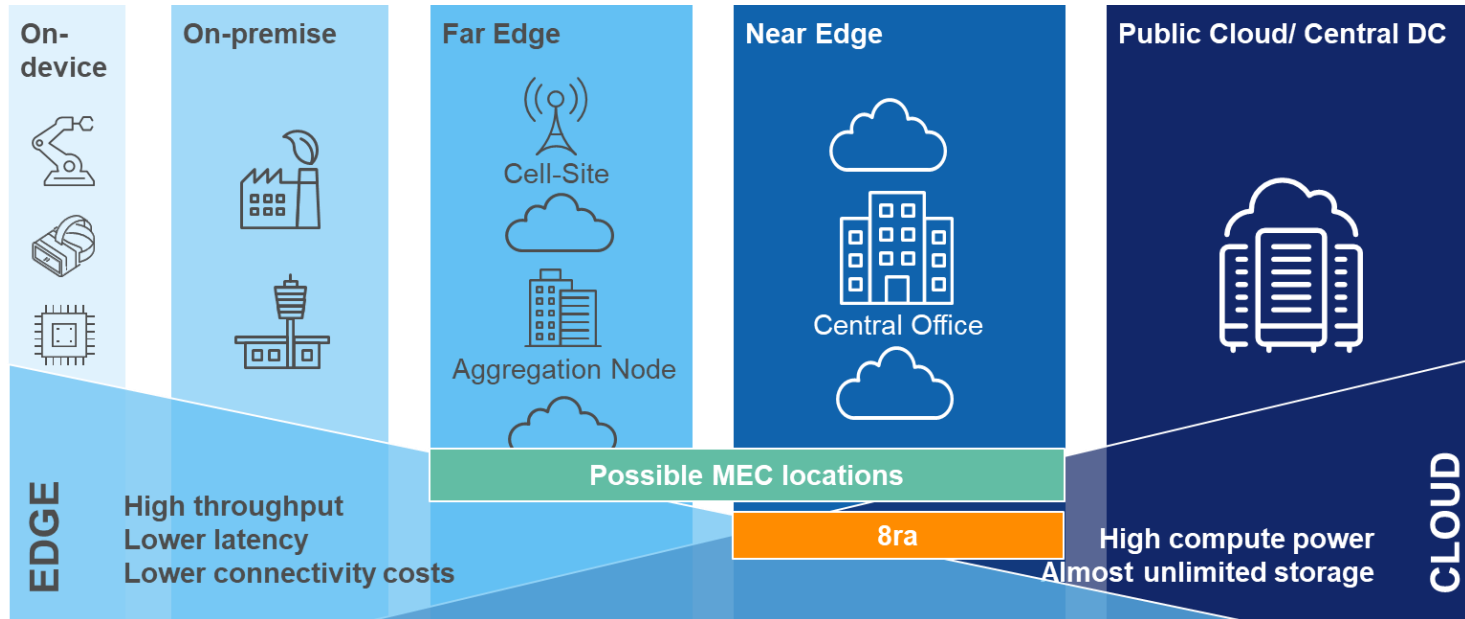 On-
device
On-premise
Far Edge
Near Edge
Public Cloud/ Central DC
Cell-Site
Aggregation Node
Central Office
Possible MEC locations
8ra
EDGE
High throughput
Lower latency
Lower connectivity costs
High compute power
Almost unlimited storage
CLOUD